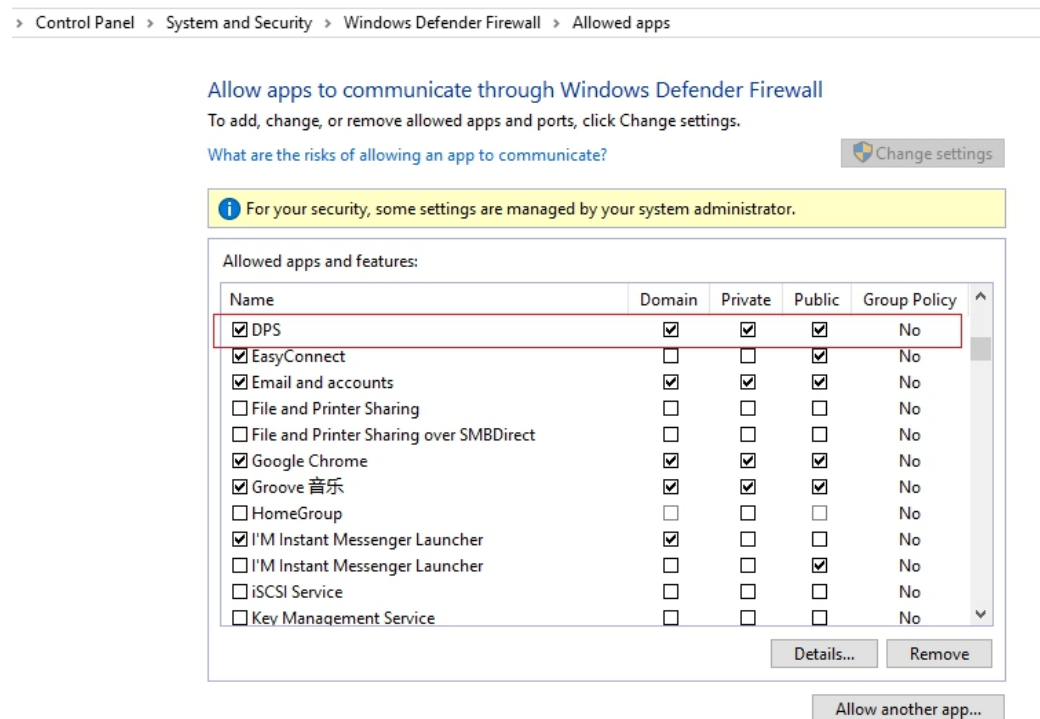 > Control Panel > System and Security > Windows Defender Firewall > Allowed apps
Allow apps to communicate through Windows Defender Firewall
To add, change, or remove allowed apps and ports, click Change settings.
What are the risks of allowing an app to communicate?
Change settings
For your security, some settings are managed by your system administrator.
Allowed apps and features:
Name Domain Private Public Group Policy
DPS No
EasyConnect No
Email and accounts No
File and Printer Sharing No
File and Printer Sharing over SMBDirect No
Google Chrome No
Groove 音乐 No
HomeGroup No
I'M Instant Messenger Launcher No
I'M Instant Messenger Launcher No
iSCSI Service No
Key Management Service No
Details... Remove
Allow another app...